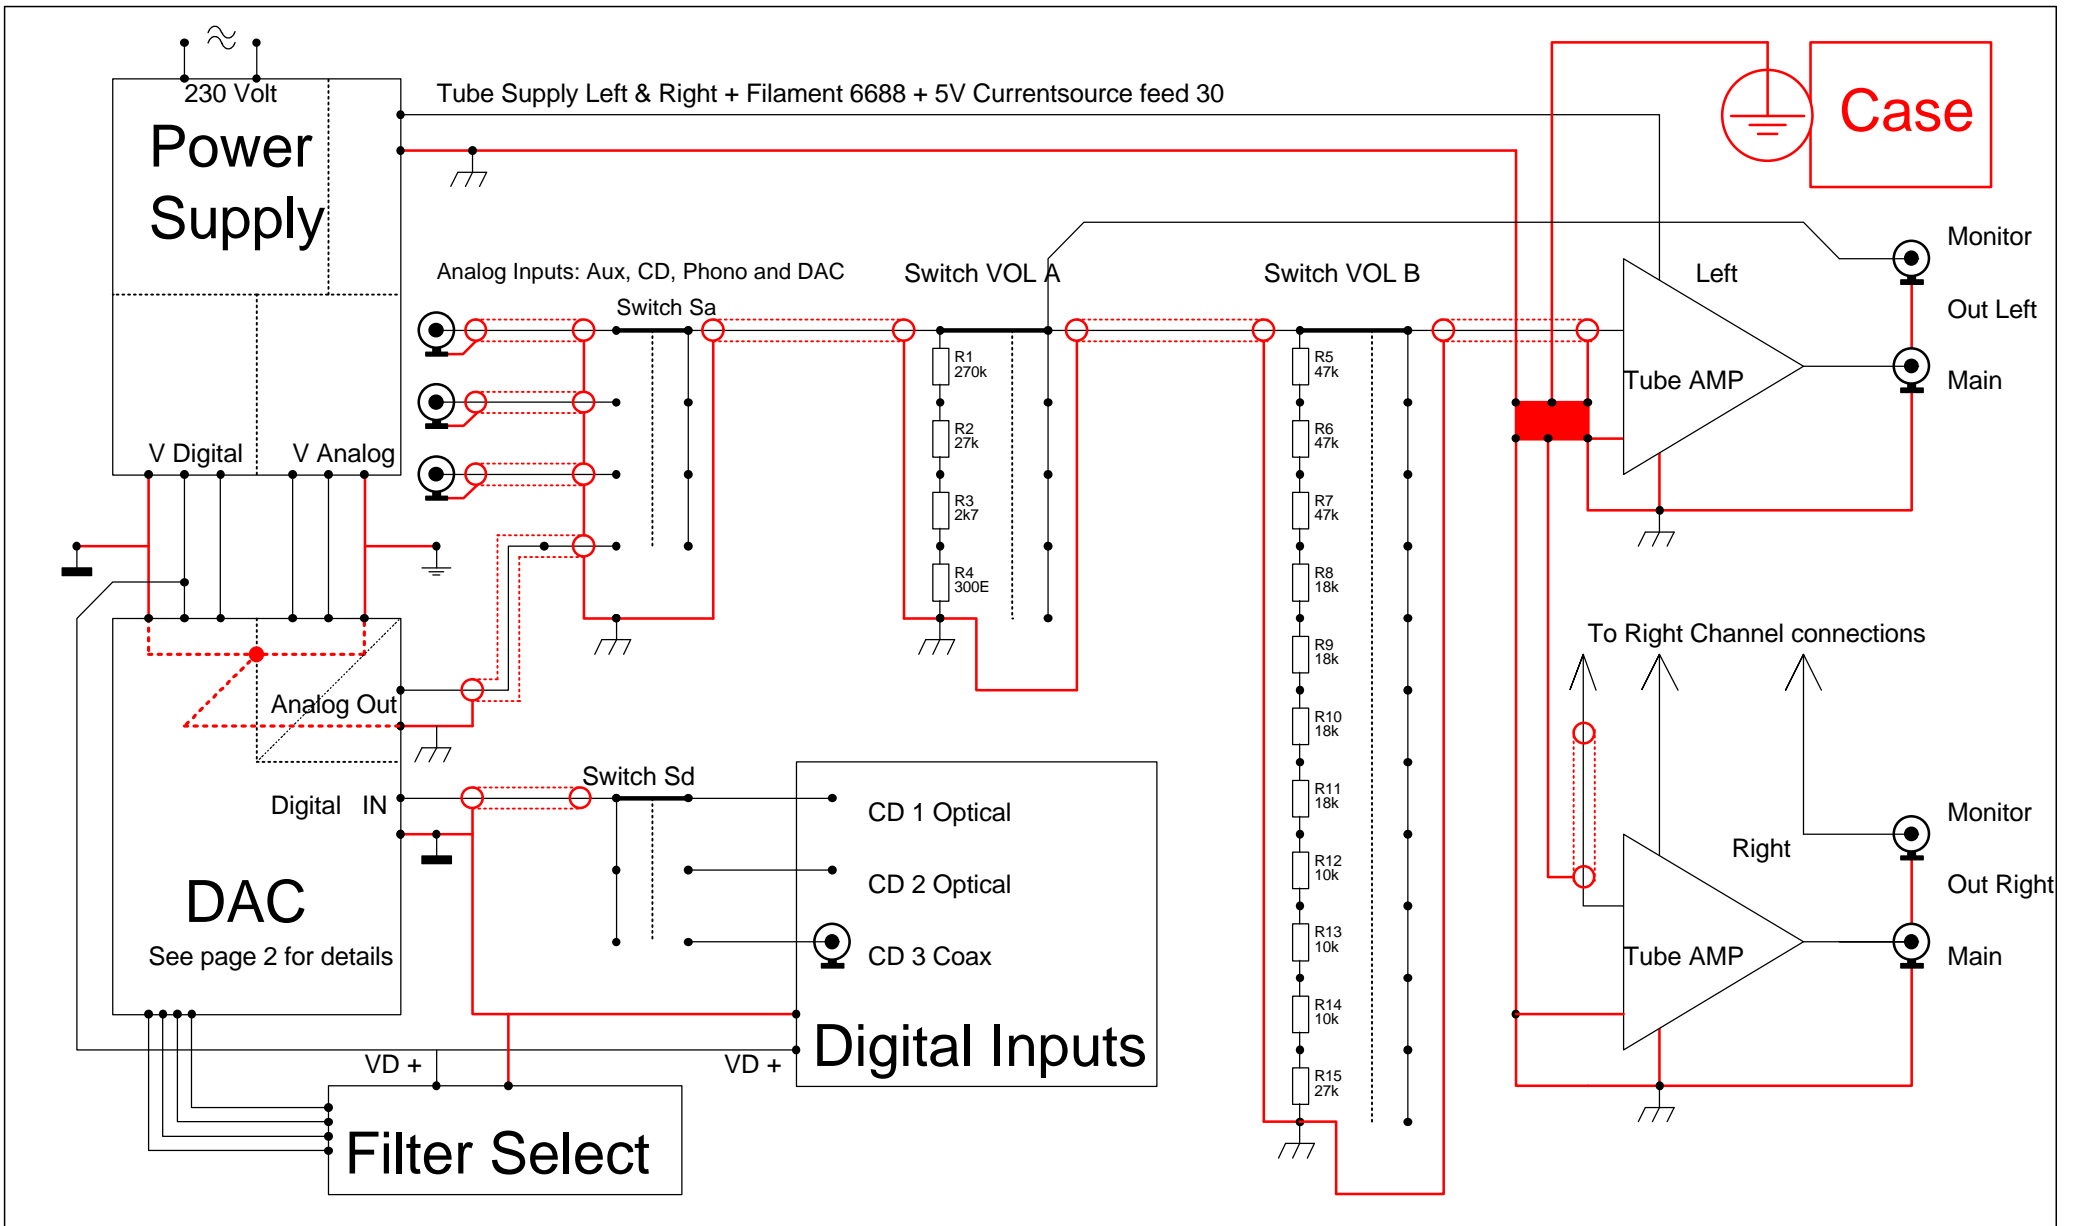 230 Volt
Power
Supply
Tube Supply Left & Right + Filament 6688 + 5V Currentsource feed 30
Case
V Digital
V Analog
Analog Inputs: Aux, CD, Phono and DAC
Switch Sa
Switch VOL A
Switch VOL B
R1
270k
R2
27k
R3
2k7
R4
300E
R5
47k
R6
47k
R7
47k
R8
18k
R9
18k
R10
18k
R11
18k
R12
10k
R13
10k
R14
10k
R15
27k
Left
Tube AMP
Monitor
Out Left
Main
To Right Channel connections
Right
Tube AMP
Monitor
Out Right
Main
Analog Out
Digital IN
DAC
See page 2 for details
Switch Sd
CD 1 Optical
CD 2 Optical
CD 3 Coax
Digital Inputs
VD +
VD +
Filter Select